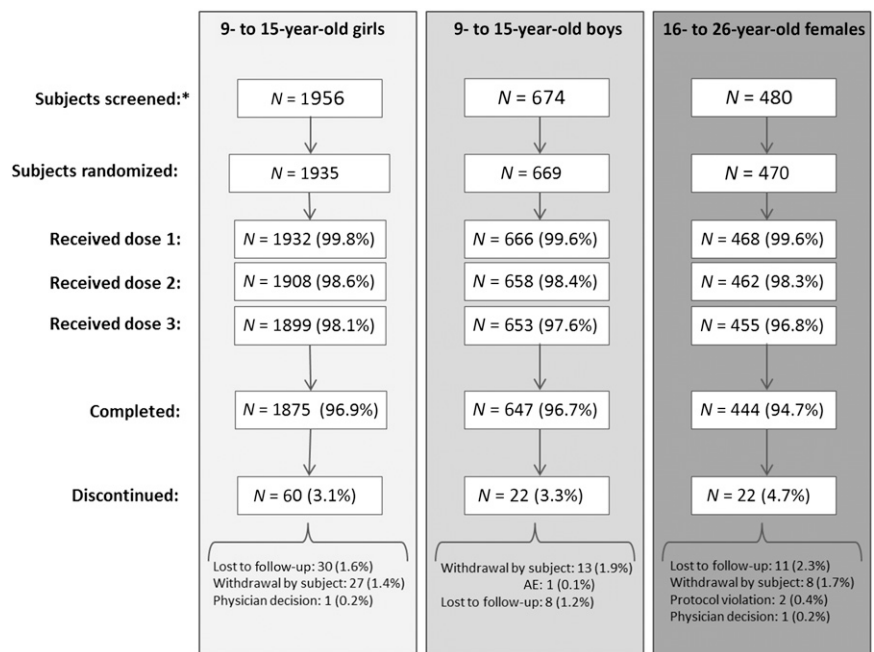 9- to 15-year-old girls
9- to 15-year-old boys
16- to 26-year-old females
Subjects screened:*
N = 1956
N = 674
N = 480
Subjects randomized:
N = 1935
N = 669
N = 470
Received dose 1:
N = 1932 (99.8%)
N = 666 (99.6%)
N = 468 (99.6%)
Received dose 2:
N = 1908 (98.6%)
N = 658 (98.4%)
N = 462 (98.3%)
Received dose 3:
N = 1899 (98.1%)
N = 653 (97.6%)
N = 455 (96.8%)
Completed:
N = 1875 (96.9%)
N = 647 (96.7%)
N = 444 (94.7%)
Discontinued:
N = 60 (3.1%)
N = 22 (3.3%)
N = 22 (4.7%)
Lost to follow-up: 30 (1.6%)
Withdrawal by subject: 27 (1.4%)
Physician decision: 1 (0.2%)
Withdrawal by subject: 13 (1.9%)
AE: 1 (0.1%)
Lost to follow-up: 8 (1.2%)
Lost to follow-up: 11 (2.3%)
Withdrawal by subject: 8 (1.7%)
Protocol violation: 2 (0.4%)
Physician decision: 1 (0.2%)